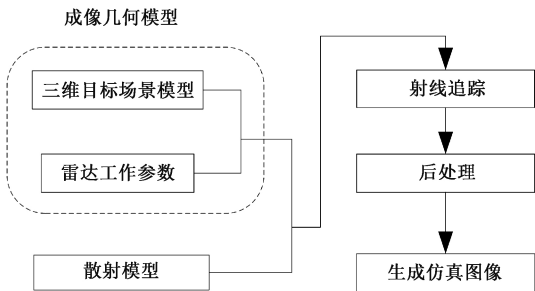 成像几何模型
三维目标场景模型
雷达工作参数
散射模型
射线追踪
后处理
生成仿真图像